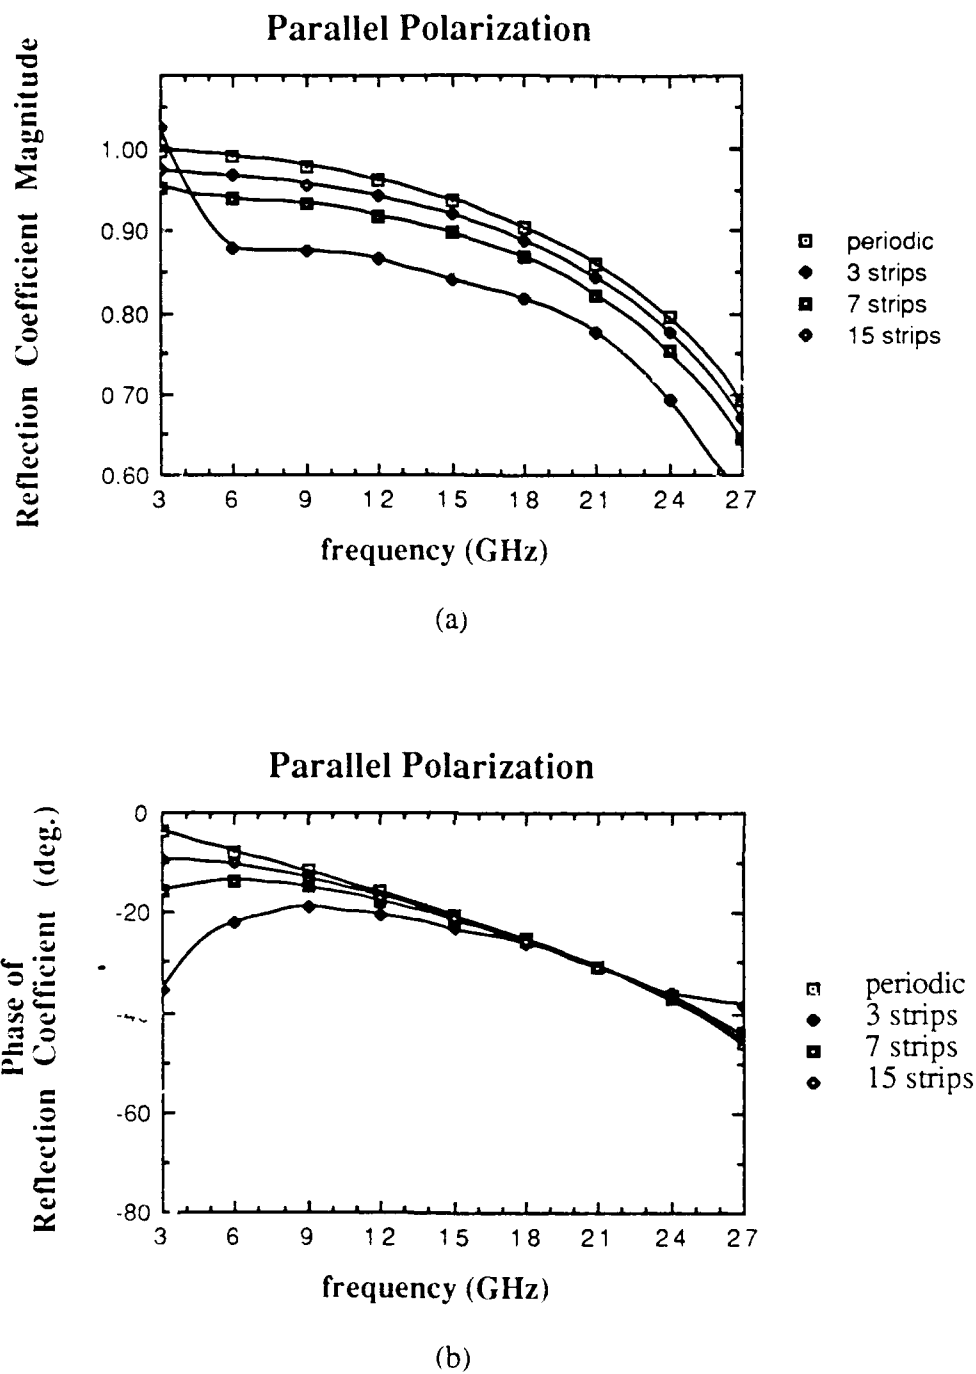 Parallel Polarization
Reflection Coefficient Magnitude
1.00
0.90
0.80
0 70
0.60
3 6 9 12 15 18 21 24 27
frequency (GHz)
periodic
3 strips
7 strips
15 strips
(a)
Parallel Polarization
Phase of
Reflection Coefficient (deg.)
0
-20
-60
-80
3 6 9 12 15 18 21 24 27
frequency (GHz)
periodic
3 strips
7 strips
15 strips
(b)